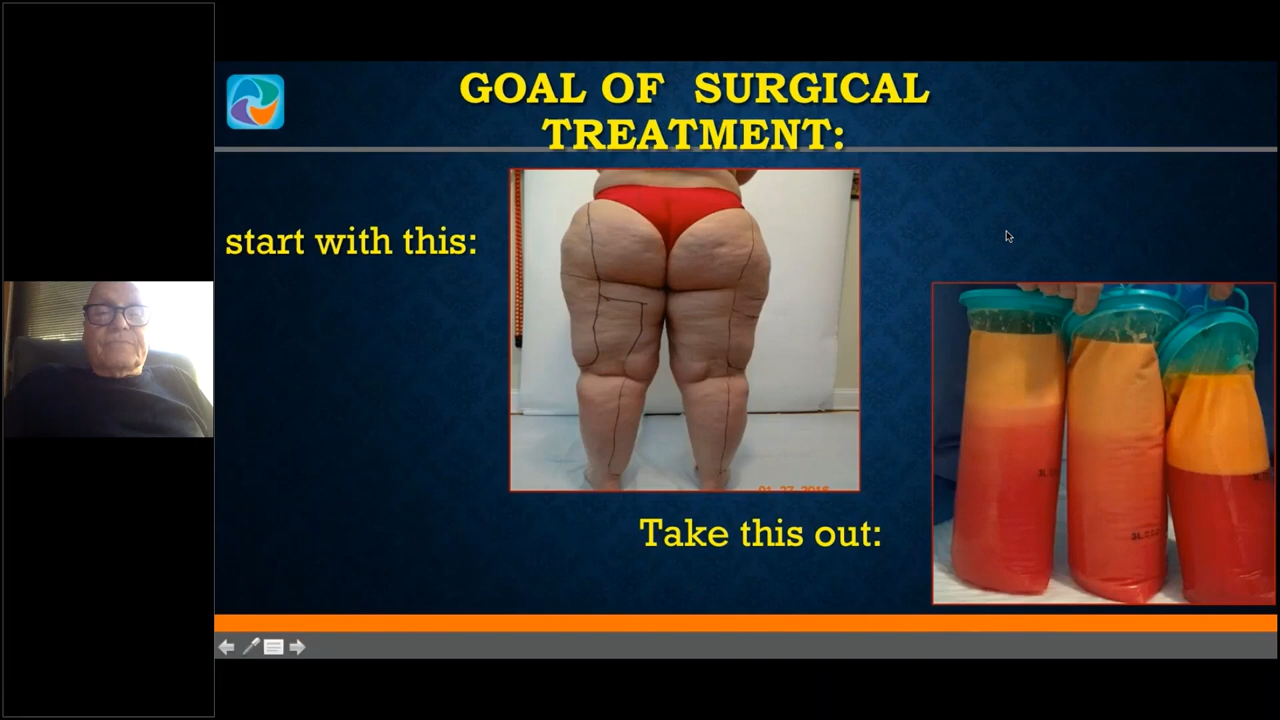 GOAL OF SURGICAL
TREATMENT:
start with this:
Take this out: